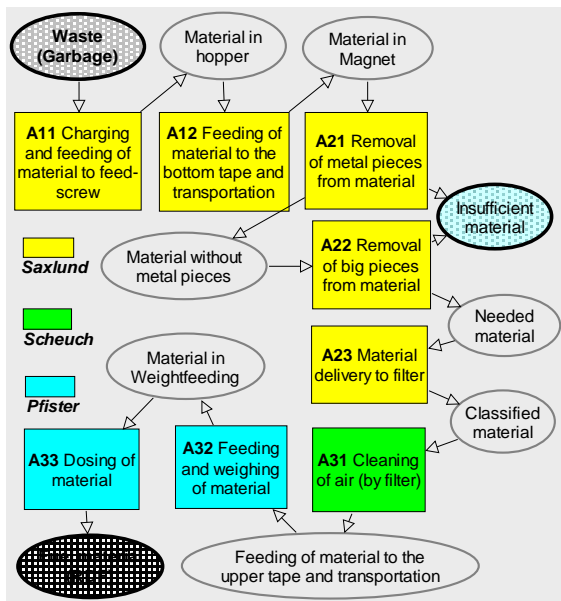 Waste
(Garbage)
Material in
hopper
Material in
Magnet
A11 Charging
and feeding of
material to feed-
screw
A12 Feeding of
material to the
bottom tape and
transportation
A21 Removal
of metal pieces
from material
Insufficient
material
Saxlund
Material without
metal pieces
A22 Removal
of big pieces
from material
Needed
material
Scheuch
Material in
Weightfeeding
A23 Material
delivery to filter
Classified
material
Pfister
A33 Dosing of
material
A32 Feeding
and weighing
of material
A31 Cleaning
of air (by filter)
Feeding of material to the
upper tape and transportation